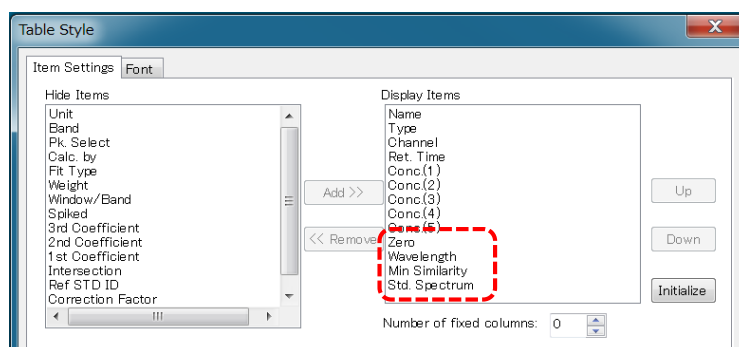 Table Style
X
Item Settings
Font
Hide Items
Unit
Band
Pk. Select
Calc. by
Fit Type
Weight
Window/Band
Spiked
3rd Coefficient
2nd Coefficient
1st Coefficient
Intersection
Ref STD ID
Correction Factor
Add >>
<< Remove
Display Items
Name
Type
Channel
Ret. Time
Conc.(1)
Conc.(2)
Conc.(3)
Conc.(4)
Conc.(5)
Zero
Wavelength
Min Similarity
Std. Spectrum
Up
Down
Initialize
Number of fixed columns: 0